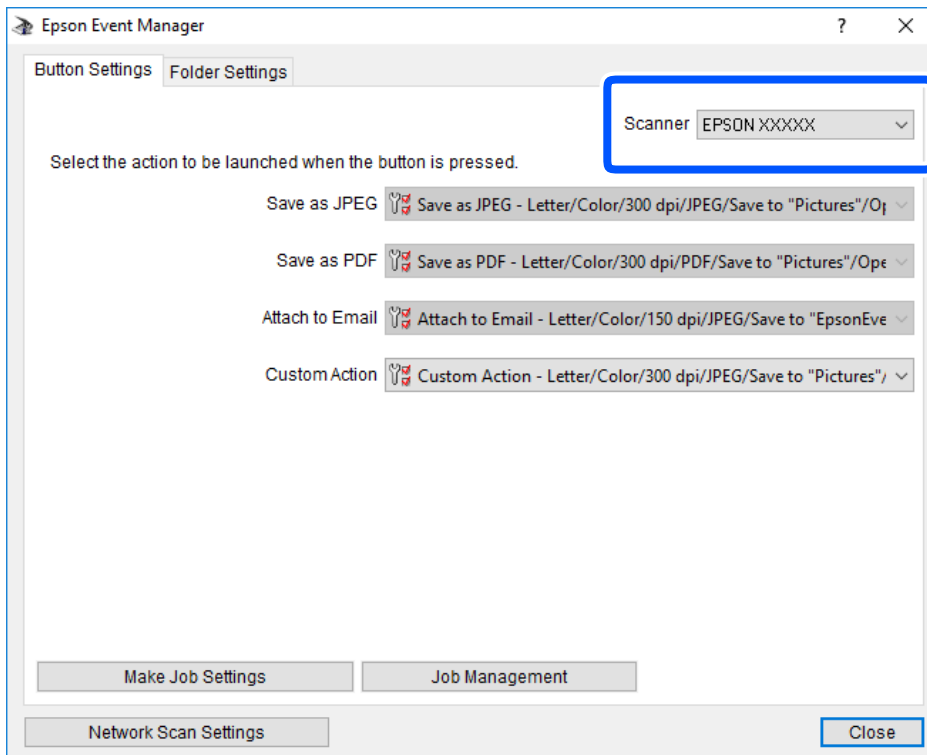 Epson Event Manager
Button Settings Folder Settings
Scanner EPSON XXXXX
Select the action to be launched when the button is pressed.
Save as JPEG Save as JPEG - Letter/Color/300 dpi/JPEG/Save to "Pictures"/Op
Save as PDF Save as PDF - Letter/Color/300 dpi/PDF/Save to "Pictures"/Ope
Attach to Email Attach to Email - Letter/Color/150 dpi/JPEG/Save to "EpsonEve
Custom Action Custom Action - Letter/Color/300 dpi/JPEG/Save to "Pictures"/
Make Job Settings Job Management
Network Scan Settings Close